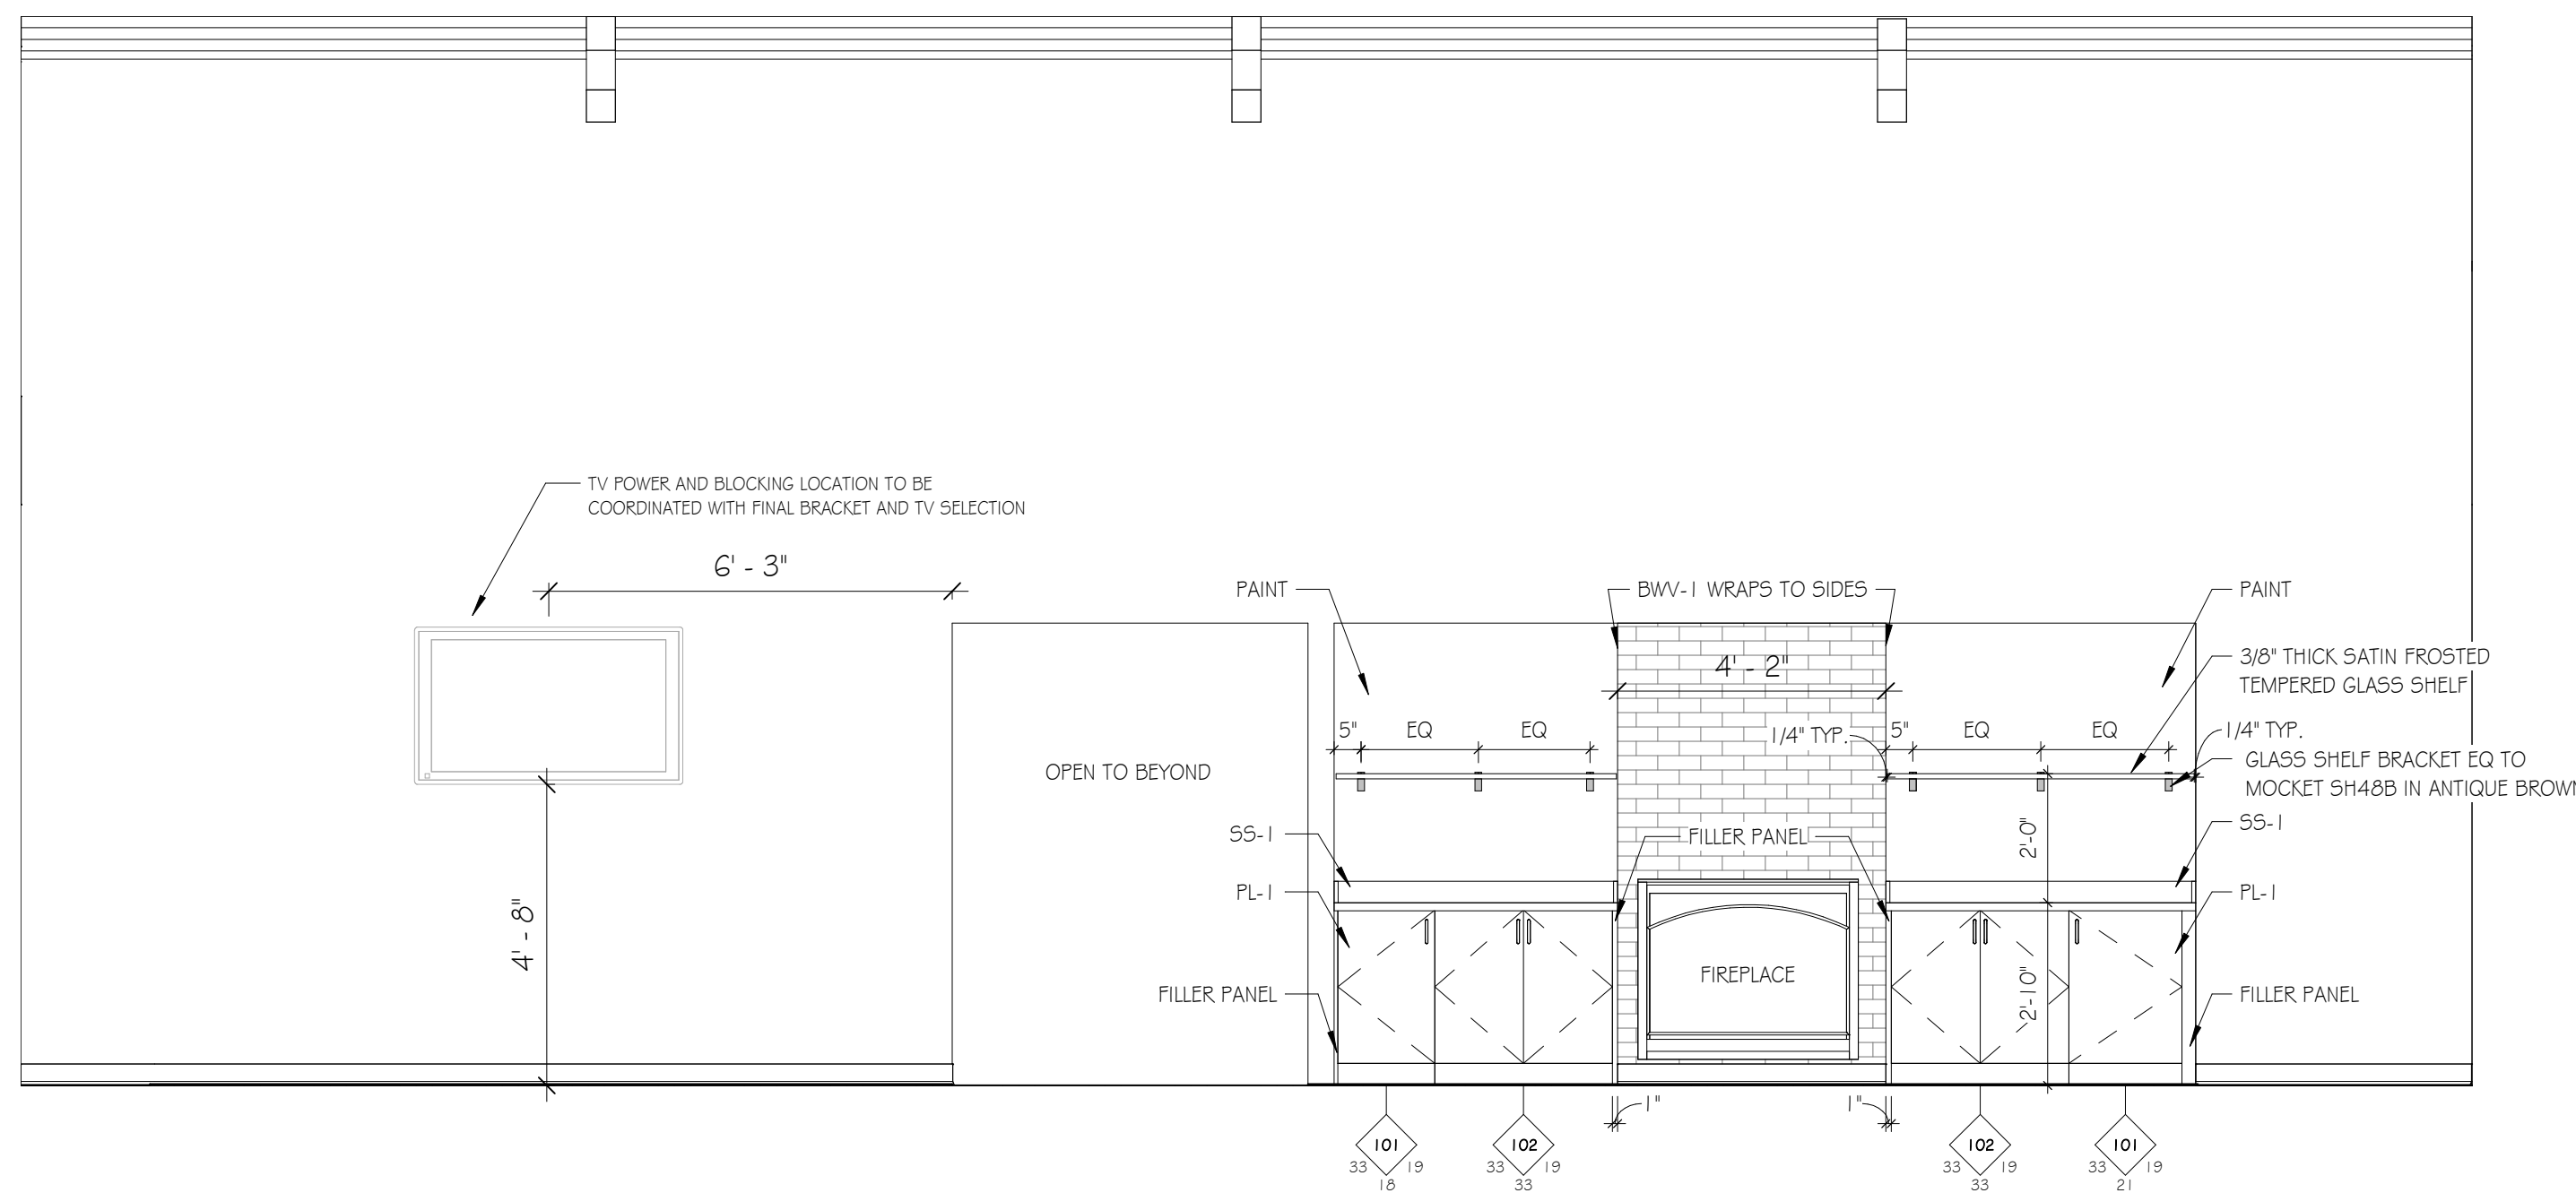 TV POWER AND BLOCKING LOCATION TO BE
COORDINATED WITH FINAL BRACKET AND TV SELECTION
6' - 3"
4' - 8"
OPEN TO BEYOND
PAINT
BWV-1 WRAPS TO SIDES
PAINT
4' - 2"
3/8" THICK SATIN FROSTED
TEMPERED GLASS SHELF
5"
EQ
EQ
1/4" TYP.
5"
EQ
EQ
1/4" TYP.
GLASS SHELF BRACKET EQ TO
MOCKET SH48B IN ANTIQUE BROWN
SS-1
FILLER PANEL
2'-0"
SS-1
PL-1
PL-1
FIREPLACE
2'-10"
FILLER PANEL
FILLER PANEL
1"
1"
101
33 19
18
102
33 19
33
102
33 19
33
101
33 19
21